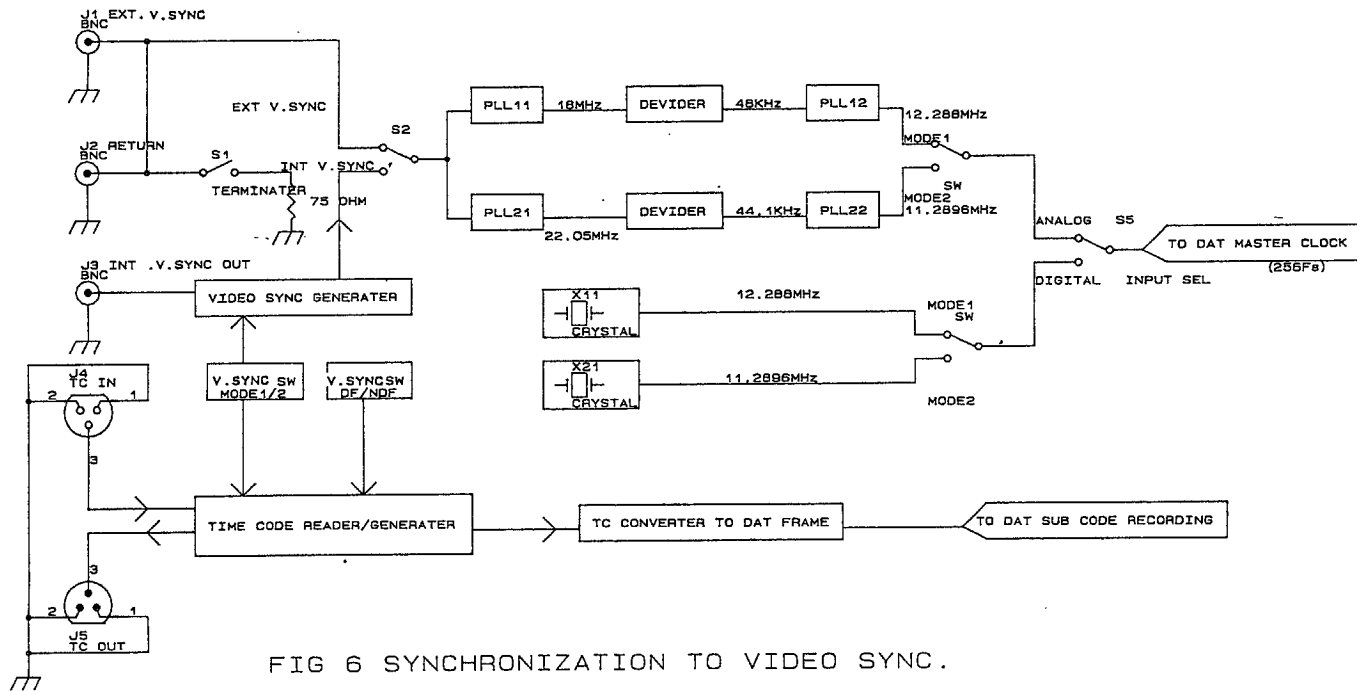 J1 EXT. V.SYNC
BNC
EXT V.SYNC
J2 RETURN
BNC
S1
TERMINATER
75 OHM
INT V.SYNC
S2
PLL11
18MHz
DEVIDER
48KHz
PLL12
12.288MHz
MODE1
SW
MODE2
11.2896MHz
PLL21
22.05MHz
DEVIDER
44.1KHz
PLL22
ANALOG
S5
TO DAT MASTER CLOCK
(256Fs)
DIGITAL
INPUT SEL
J3 INT .V.SYNC OUT
BNC
VIDEO SYNC GENERATER
X11
CRYSTAL
12.288MHz
MODE1
SW
X21
CRYSTAL
11.2896MHz
MODE2
V.SYNC SW
MODE1/2
V.SYNCSW
DF/NDF
J4
TC IN
2
1
3
TIME CODE READER/GENERATER
TC CONVERTER TO DAT FRAME
TO DAT SUB CODE RECORDING
3
2
1
J5
TC OUT
FIG 6 SYNCHRONIZATION TO VIDEO SYNC.